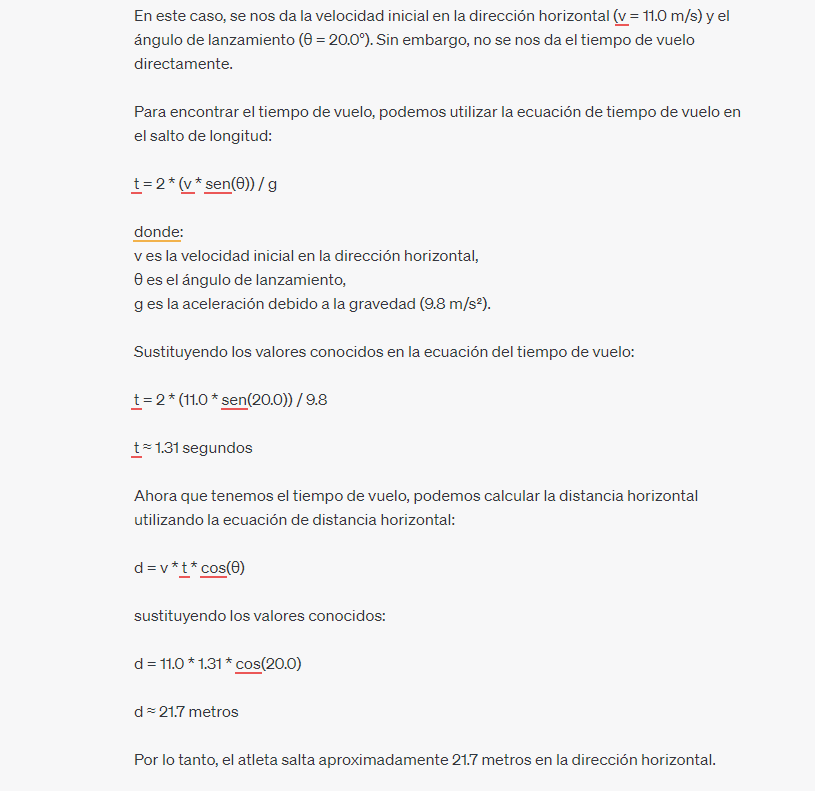 En este caso, se nos da la velocidad inicial en la dirección horizontal (v = 11.0 m/s) y el
ángulo de lanzamiento (θ = 20.0°). Sin embargo, no se nos da el tiempo de vuelo
directamente.
Para encontrar el tiempo de vuelo, podemos utilizar la ecuación de tiempo de vuelo en
el salto de longitud:
t = 2 * (v * sen(θ)) / g
donde:
v es la velocidad inicial en la dirección horizontal,
θ es el ángulo de lanzamiento,
g es la aceleración debido a la gravedad (9.8 m/s²).
Sustituyendo los valores conocidos en la ecuación del tiempo de vuelo:
t = 2 * (11.0 * sen(20.0)) / 9.8
t ≈ 1.31 segundos
Ahora que tenemos el tiempo de vuelo, podemos calcular la distancia horizontal
utilizando la ecuación de distancia horizontal:
d = v * t * cos(θ)
sustituyendo los valores conocidos:
d = 11.0 * 1.31 * cos(20.0)
d ≈ 21.7 metros
Por lo tanto, el atleta salta aproximadamente 21.7 metros en la dirección horizontal.